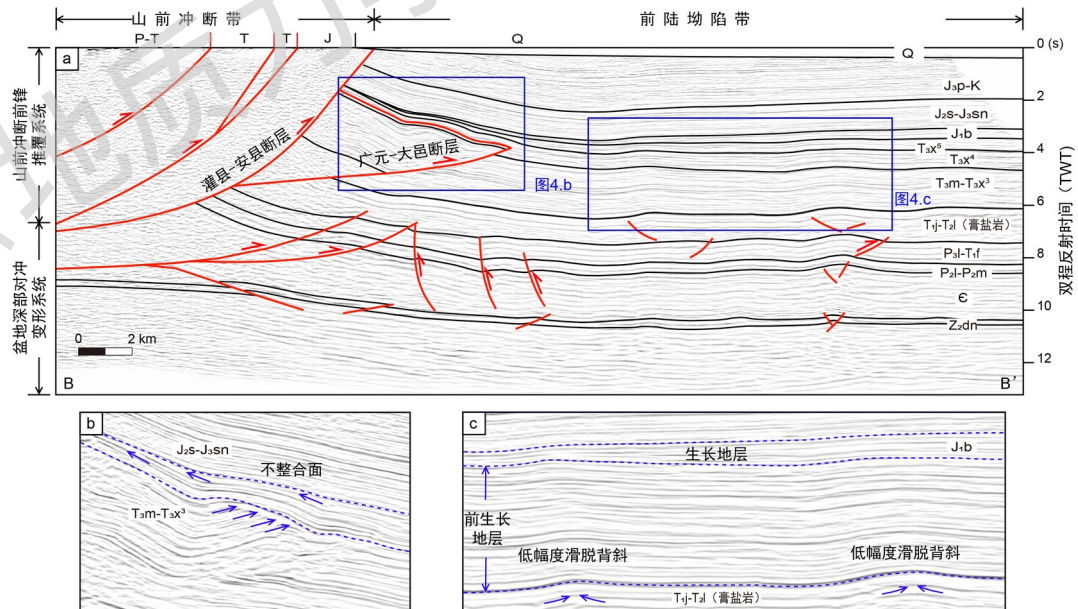 山前冲断带
前陆坳陷带
P-T
T
T
J
Q
a
0 (s)
Q
J₃p-K
2
J₂s-J₃sn
J₁b
4
T₃x⁵
T₃x⁴
T₃m-T₃x³
6
T₁j-T₂l（膏盐岩）
8
P₃l-T₁f
P₂l-P₂m
Є
10
Z₂dn
12
双程反射时间（TWT）
山前冲断前锋
推覆系统
盆地深部对冲
变形系统
灌县-安县断层
广元-大邑断层
图4.b
图4.c
0
2 km
B
B’
地质力学
b
J₂s-J₃sn
不整合面
T₃m-T₃x³
c
生长地层
J₁b
前生长
地层
低幅度滑脱背斜
低幅度滑脱背斜
T₁j-T₂l（膏盐岩）